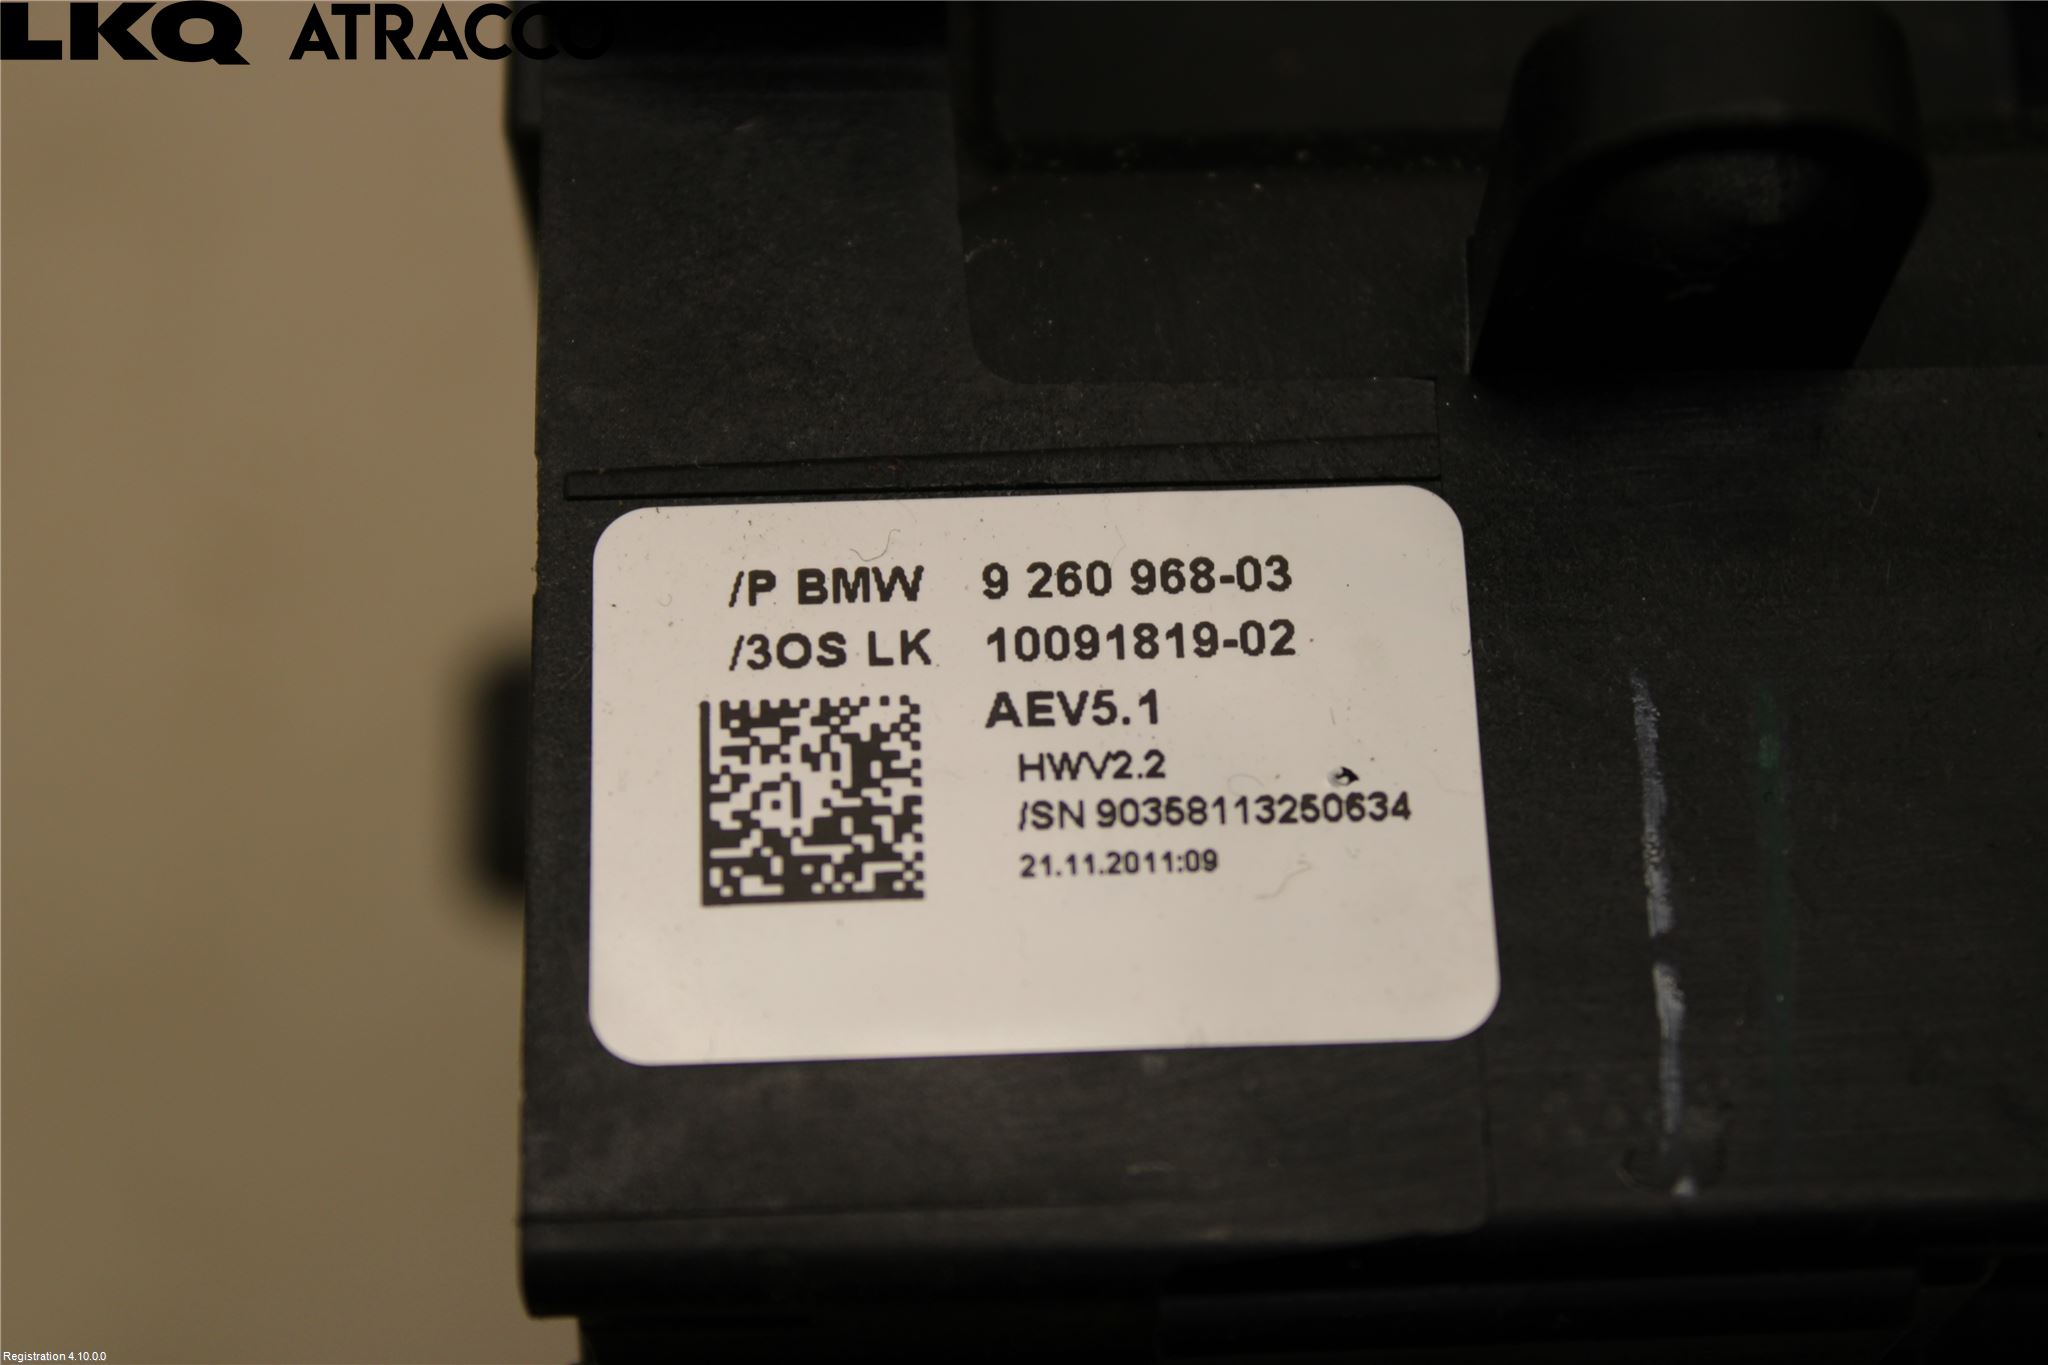 LKQ ATRACCO
/P BMW 9 260 968-03
/3OS LK 10091819-02
AEV5.1
HWV2.2
/SN 90358113250634
21.11.2011:09
Registration 4.10.0.0